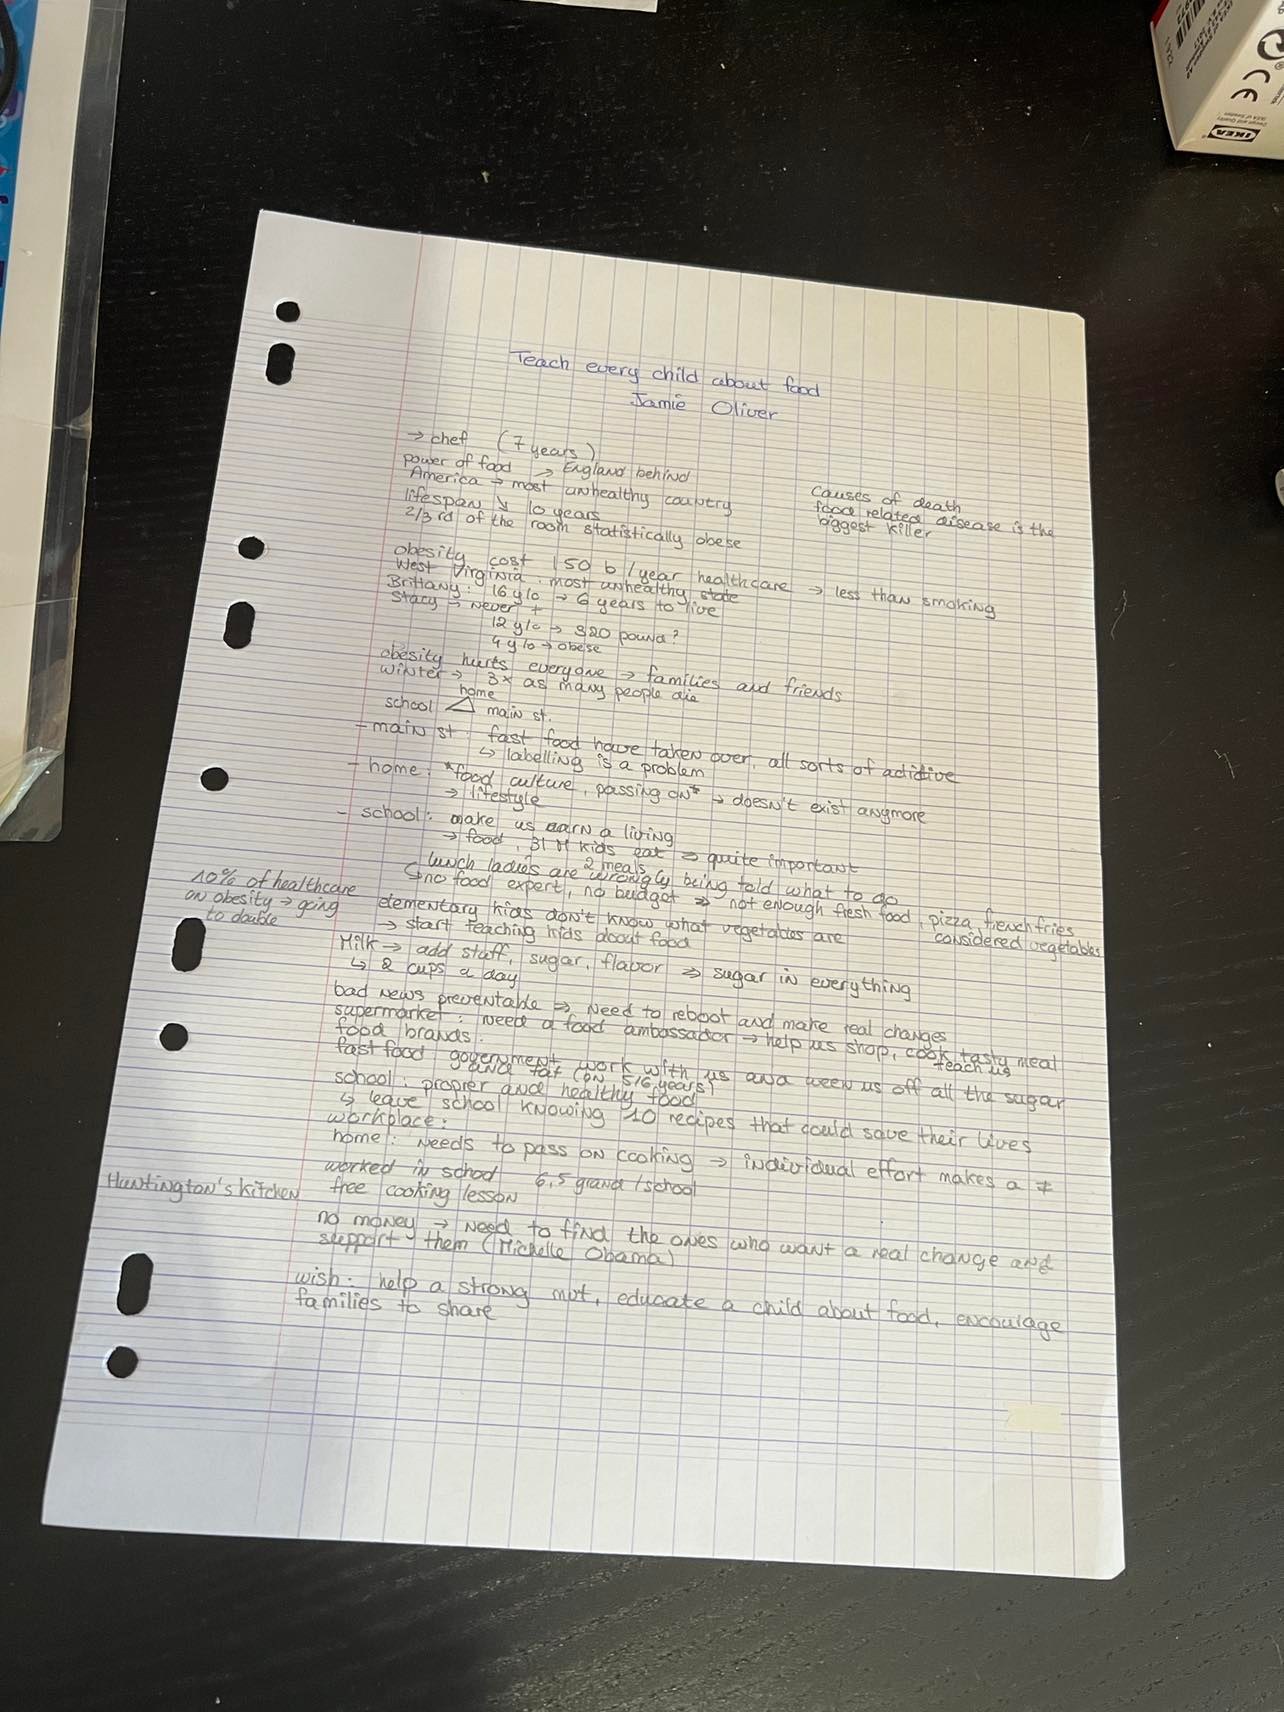 Teach every child about food
Jamie Oliver
→ chef (7 years)
power of food → England behind
America → most unhealthy country
lifespan ↘ 10 years
2/3rd of the room statistically obese
Causes of death
food related disease is the
biggest killer
obesity cost 150 b/year healthcare → less than smoking
West Virginia: most unhealthy state
Brittany: 16 y/o → 6 years to live
Stacy → never +
12 y/o → 320 pound?
4 y/o → obese
obesity hurts everyone → families and friends
winter → 3x as many people die
home
school △ main st.
- main st: fast food have taken over, all sorts of adidive
↳ labelling is a problem
- home: *food culture, passing on* → doesn't exist anymore
→ lifestyle
- school: make us earn a living
→ food, 31 M kids eat ⇒ quite important
2 meals
lunch ladies are wrongly being told what to do
↳ no food expert, no budget ⇒ not enough fresh food, pizza, french fries
considered vegetables
10% of healthcare
on obesity → going
to double
elementary kids don't know what vegetables are
→ start teaching kids about food
Milk → add stuff, sugar, flavor ⇒ sugar in everything
↳ 2 cups a day
bad news preventable ⇒ need to reboot and make real changes
supermarket: need a food ambassador → help us shop, cook tasty meal
teach us
food brands:
fast food government work with us and ween us off all the sugar
and fat (on 5/6 years)
school: proper and healthy food
↳ leave school knowing 10 recipes that could save their lives
workplace:
home: needs to pass on cooking → individual effort makes a ≠
worked in school 6,5 grand/school
Huntington's kitchen free cooking lesson
no money → need to find the ones who want a real change and
support them (Michelle Obama)
wish: help a strong mvt, educate a child about food, encourage
families to share
CE
IKEA
Design and Quality
IKEA of Sweden